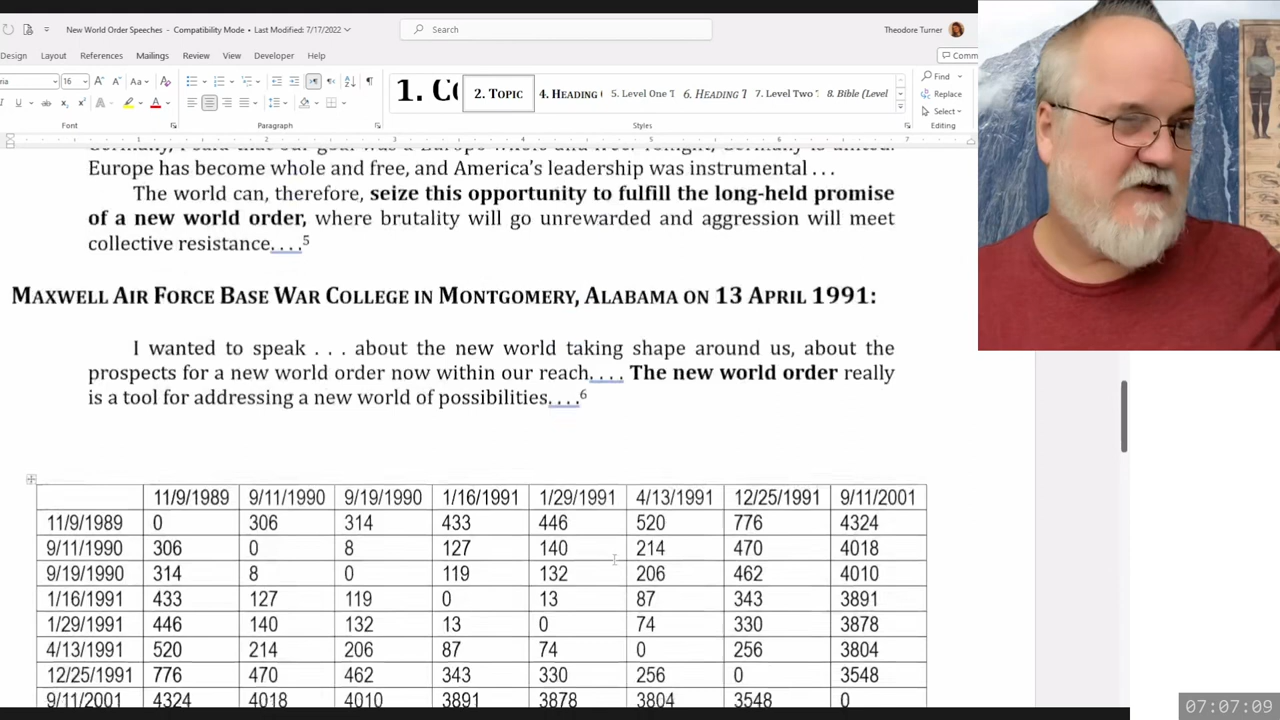 New World Order Speeches - Compatibility Mode • Last Modified: 7/17/2022
Search
Theodore Turner
Design Layout References Mailings Review View Developer Help
16
Aa
1. 2. TOPIC 4. HEADING 5. Level One T 6. HEADING T 7. Level Two 8. Bible (Level
Find
Replace
Select
Font Paragraph Styles Editing
Europe has become whole and free, and America's leadership was instrumental . . .
The world can, therefore, seize this opportunity to fulfill the long-held promise
of a new world order, where brutality will go unrewarded and aggression will meet
collective resistance. . . .5
MAXWELL AIR FORCE BASE WAR COLLEGE IN MONTGOMERY, ALABAMA ON 13 APRIL 1991:
I wanted to speak . . . about the new world taking shape around us, about the
prospects for a new world order now within our reach. . . . The new world order really
is a tool for addressing a new world of possibilities. . . .6
11/9/1989 9/11/1990 9/19/1990 1/16/1991 1/29/1991 4/13/1991 12/25/1991 9/11/2001
11/9/1989 0 306 314 433 446 520 776 4324
9/11/1990 306 0 8 127 140 214 470 4018
9/19/1990 314 8 0 119 132 206 462 4010
1/16/1991 433 127 119 0 13 87 343 3891
1/29/1991 446 140 132 13 0 74 330 3878
4/13/1991 520 214 206 87 74 0 256 3804
12/25/1991 776 470 462 343 330 256 0 3548
9/11/2001 4324 4018 4010 3891 3878 3804 3548 0
07:07:09